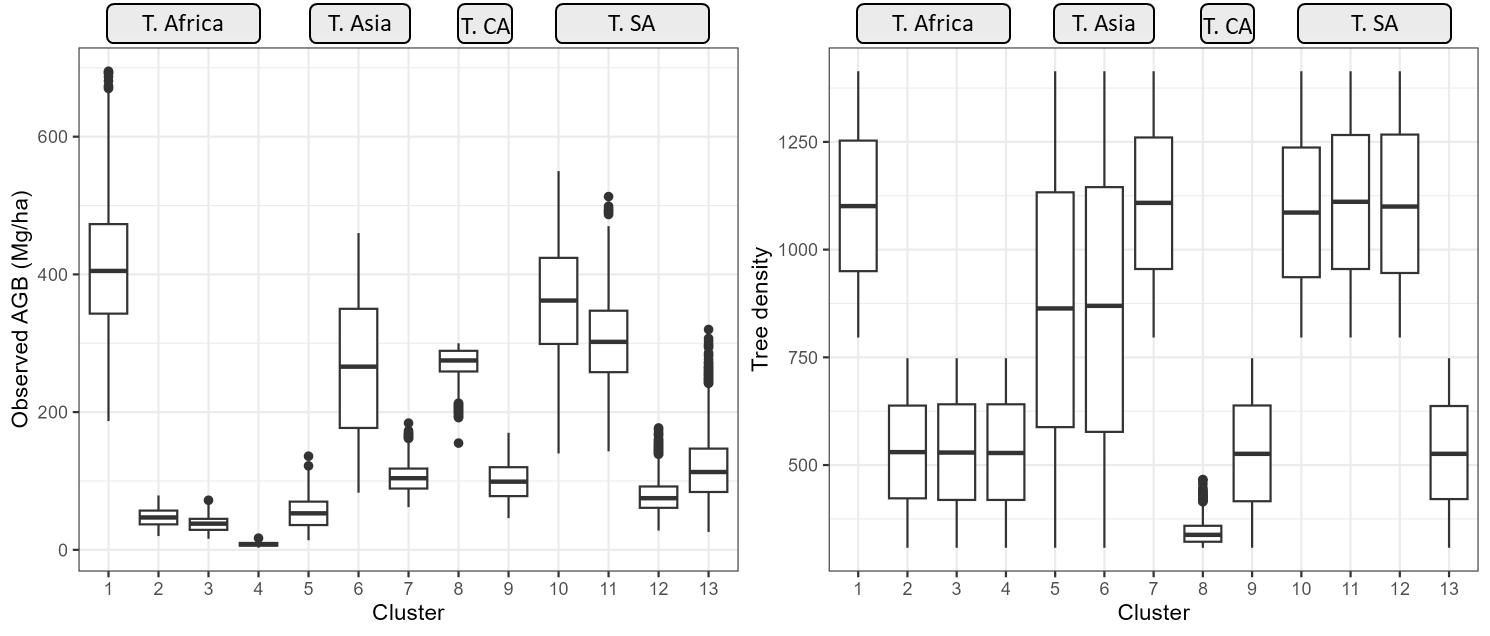 T. Africa T. Asia T. CA T. SA
Observed AGB (Mg/ha)
600
400
200
0
1 2 3 4 5 6 7 8 9 10 11 12 13
Cluster
T. Africa T. Asia T. CA T. SA
Tree density
1250
1000
750
500
1 2 3 4 5 6 7 8 9 10 11 12 13
Cluster